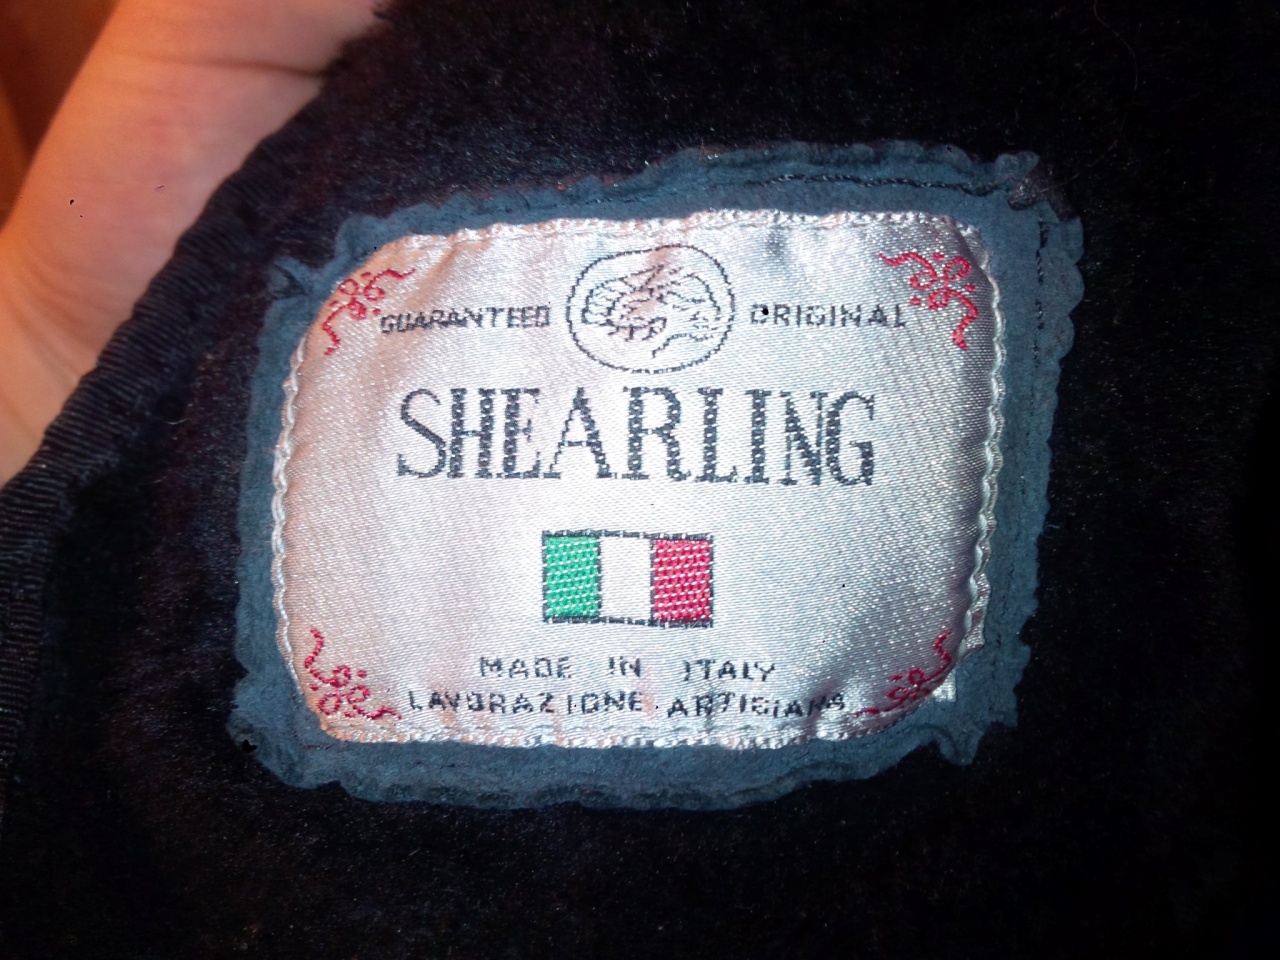 GUARANTEED ORIGINAL
SHEARLING
MADE IN ITALY
LAVORAZIONE ARTIGIANA